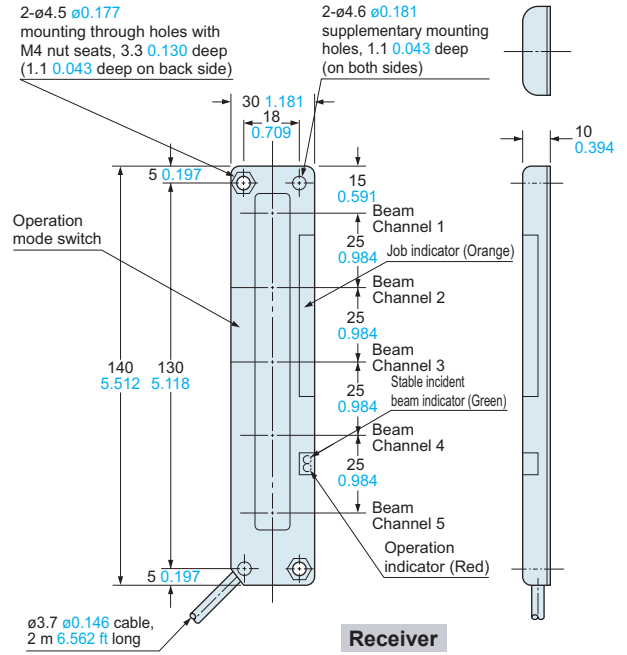 2-ø4.5 ø0.177
mounting through holes with
M4 nut seats, 3.3 0.130 deep
(1.1 0.043 deep on back side)
2-ø4.6 ø0.181
supplementary mounting
holes, 1.1 0.043 deep
(on both sides)
30 1.181
18
0.709
10
0.394
5 0.197
15
0.591
Operation
mode switch
Beam
Channel 1
25
0.984
Job indicator (Orange)
Beam
Channel 2
25
0.984
140
5.512
130
5.118
Beam
Channel 3
Stable incident
beam indicator (Green)
25
0.984
Beam
Channel 4
25
0.984
Beam
Channel 5
Operation
indicator (Red)
5 0.197
ø3.7 ø0.146 cable,
2 m 6.562 ft long
Receiver